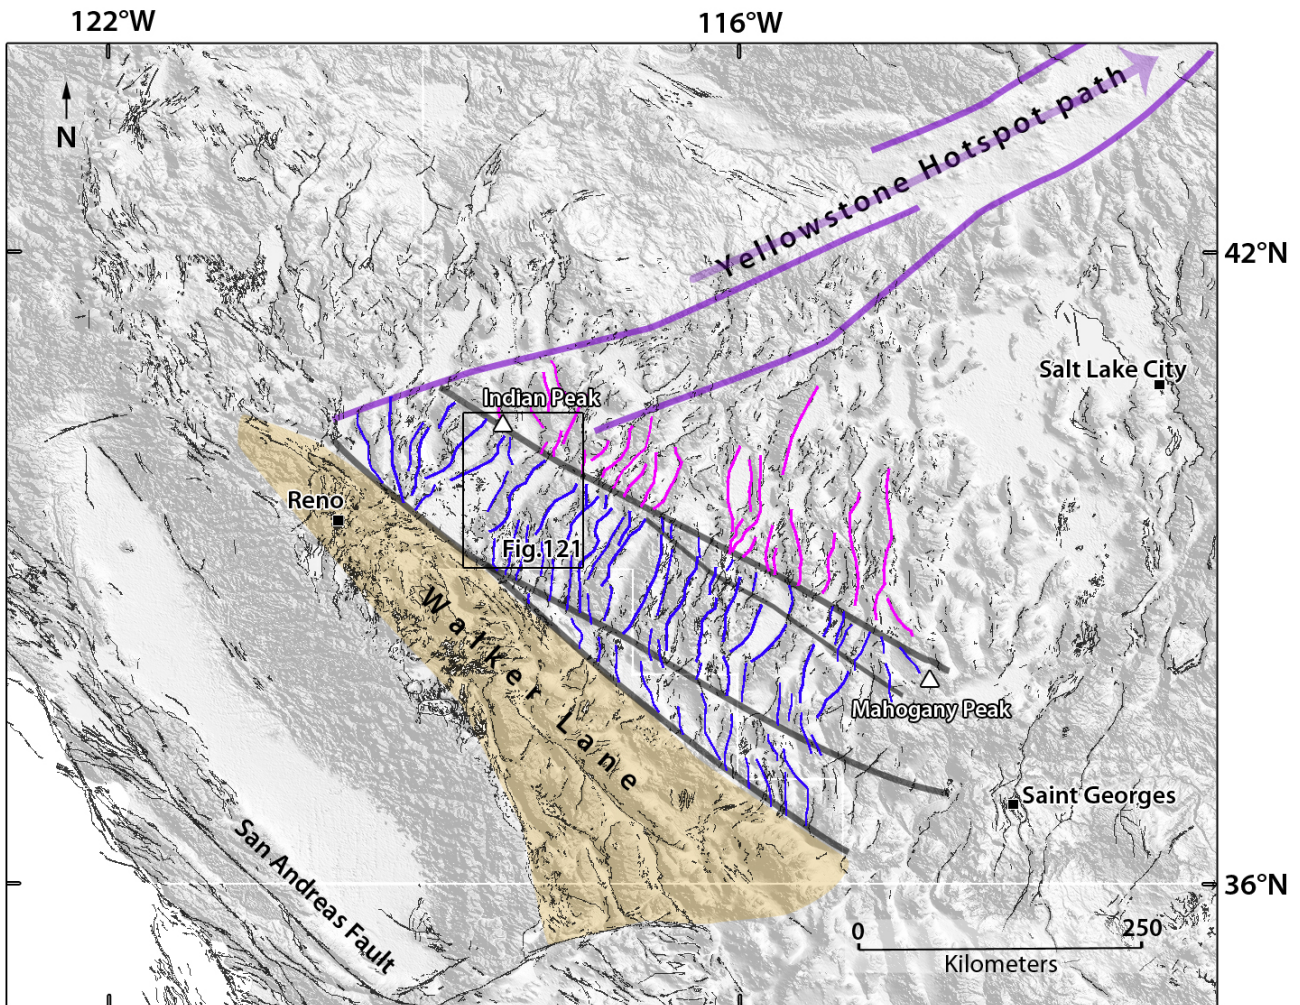 122°W
116°W
N
Yellowstone Hotspot path
42°N
Salt Lake City
Indian Peak
Reno
Fig.121
Walker Lane
Mahogany Peak
Saint Georges
San Andreas Fault
36°N
0
250
Kilometers